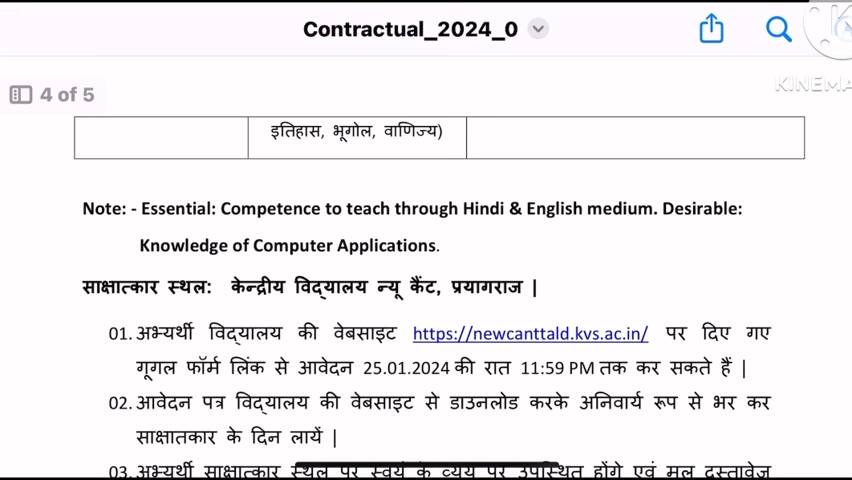 Contractual_2024_0
KINEMA
4 of 5
इतिहास, भूगोल, वाणिज्य)
Note: - Essential: Competence to teach through Hindi & English medium. Desirable:
Knowledge of Computer Applications.
साक्षात्कार स्थल: केन्द्रीय विद्यालय न्यू कैंट, प्रयागराज |
01. अभ्यर्थी विद्यालय की वेबसाइट https://newcanttald.kvs.ac.in/ पर दिए गए
गूगल फॉर्म लिंक से आवेदन 25.01.2024 की रात 11:59 PM तक कर सकते हैं |
02. आवेदन पत्र विद्यालय की वेबसाइट से डाउनलोड करके अनिवार्य रूप से भर कर
साक्षातकार के दिन लायें |
03. अभ्यर्थी साक्षात्कार स्थल पर स्वयं के व्यय पर उपस्थित होंगे एवं मूल दस्तावेज